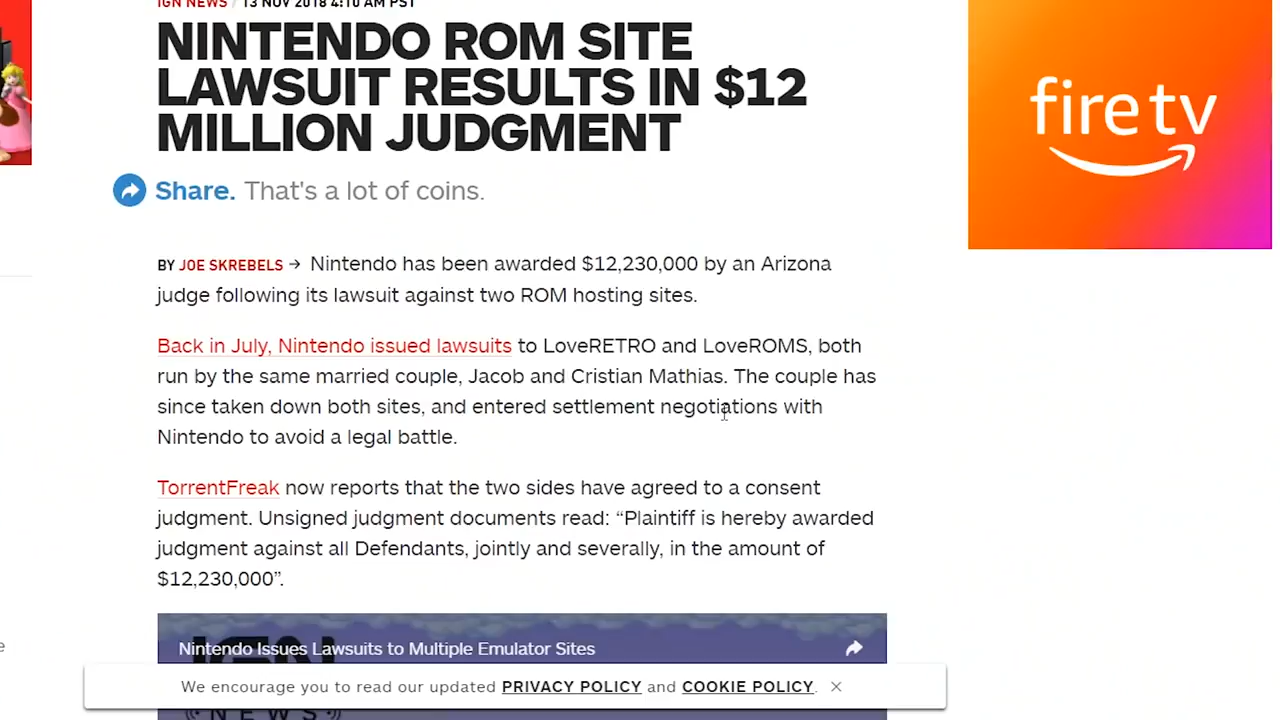 IGN NEWS / 13 NOV 2018 4:10 AM PST
NINTENDO ROM SITE
LAWSUIT RESULTS IN $12
MILLION JUDGMENT
fire tv
Share. That's a lot of coins.
BY JOE SKREBELS → Nintendo has been awarded $12,230,000 by an Arizona
judge following its lawsuit against two ROM hosting sites.
Back in July, Nintendo issued lawsuits to LoveRETRO and LoveROMS, both
run by the same married couple, Jacob and Cristian Mathias. The couple has
since taken down both sites, and entered settlement negotiations with
Nintendo to avoid a legal battle.
TorrentFreak now reports that the two sides have agreed to a consent
judgment. Unsigned judgment documents read: “Plaintiff is hereby awarded
judgment against all Defendants, jointly and severally, in the amount of
$12,230,000”.
Nintendo Issues Lawsuits to Multiple Emulator Sites
We encourage you to read our updated PRIVACY POLICY and COOKIE POLICY.
NEWS